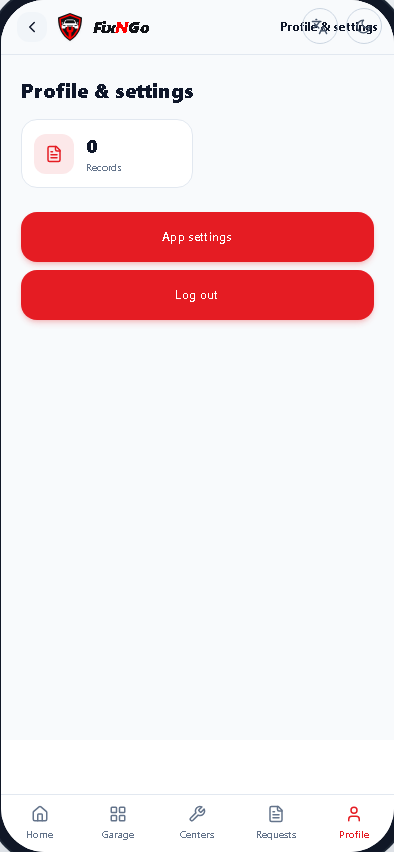 FixNGo
Profile & settings
Profile & settings
0
Records
App settings
Log out
Home
Garage
Centers
Requests
Profile